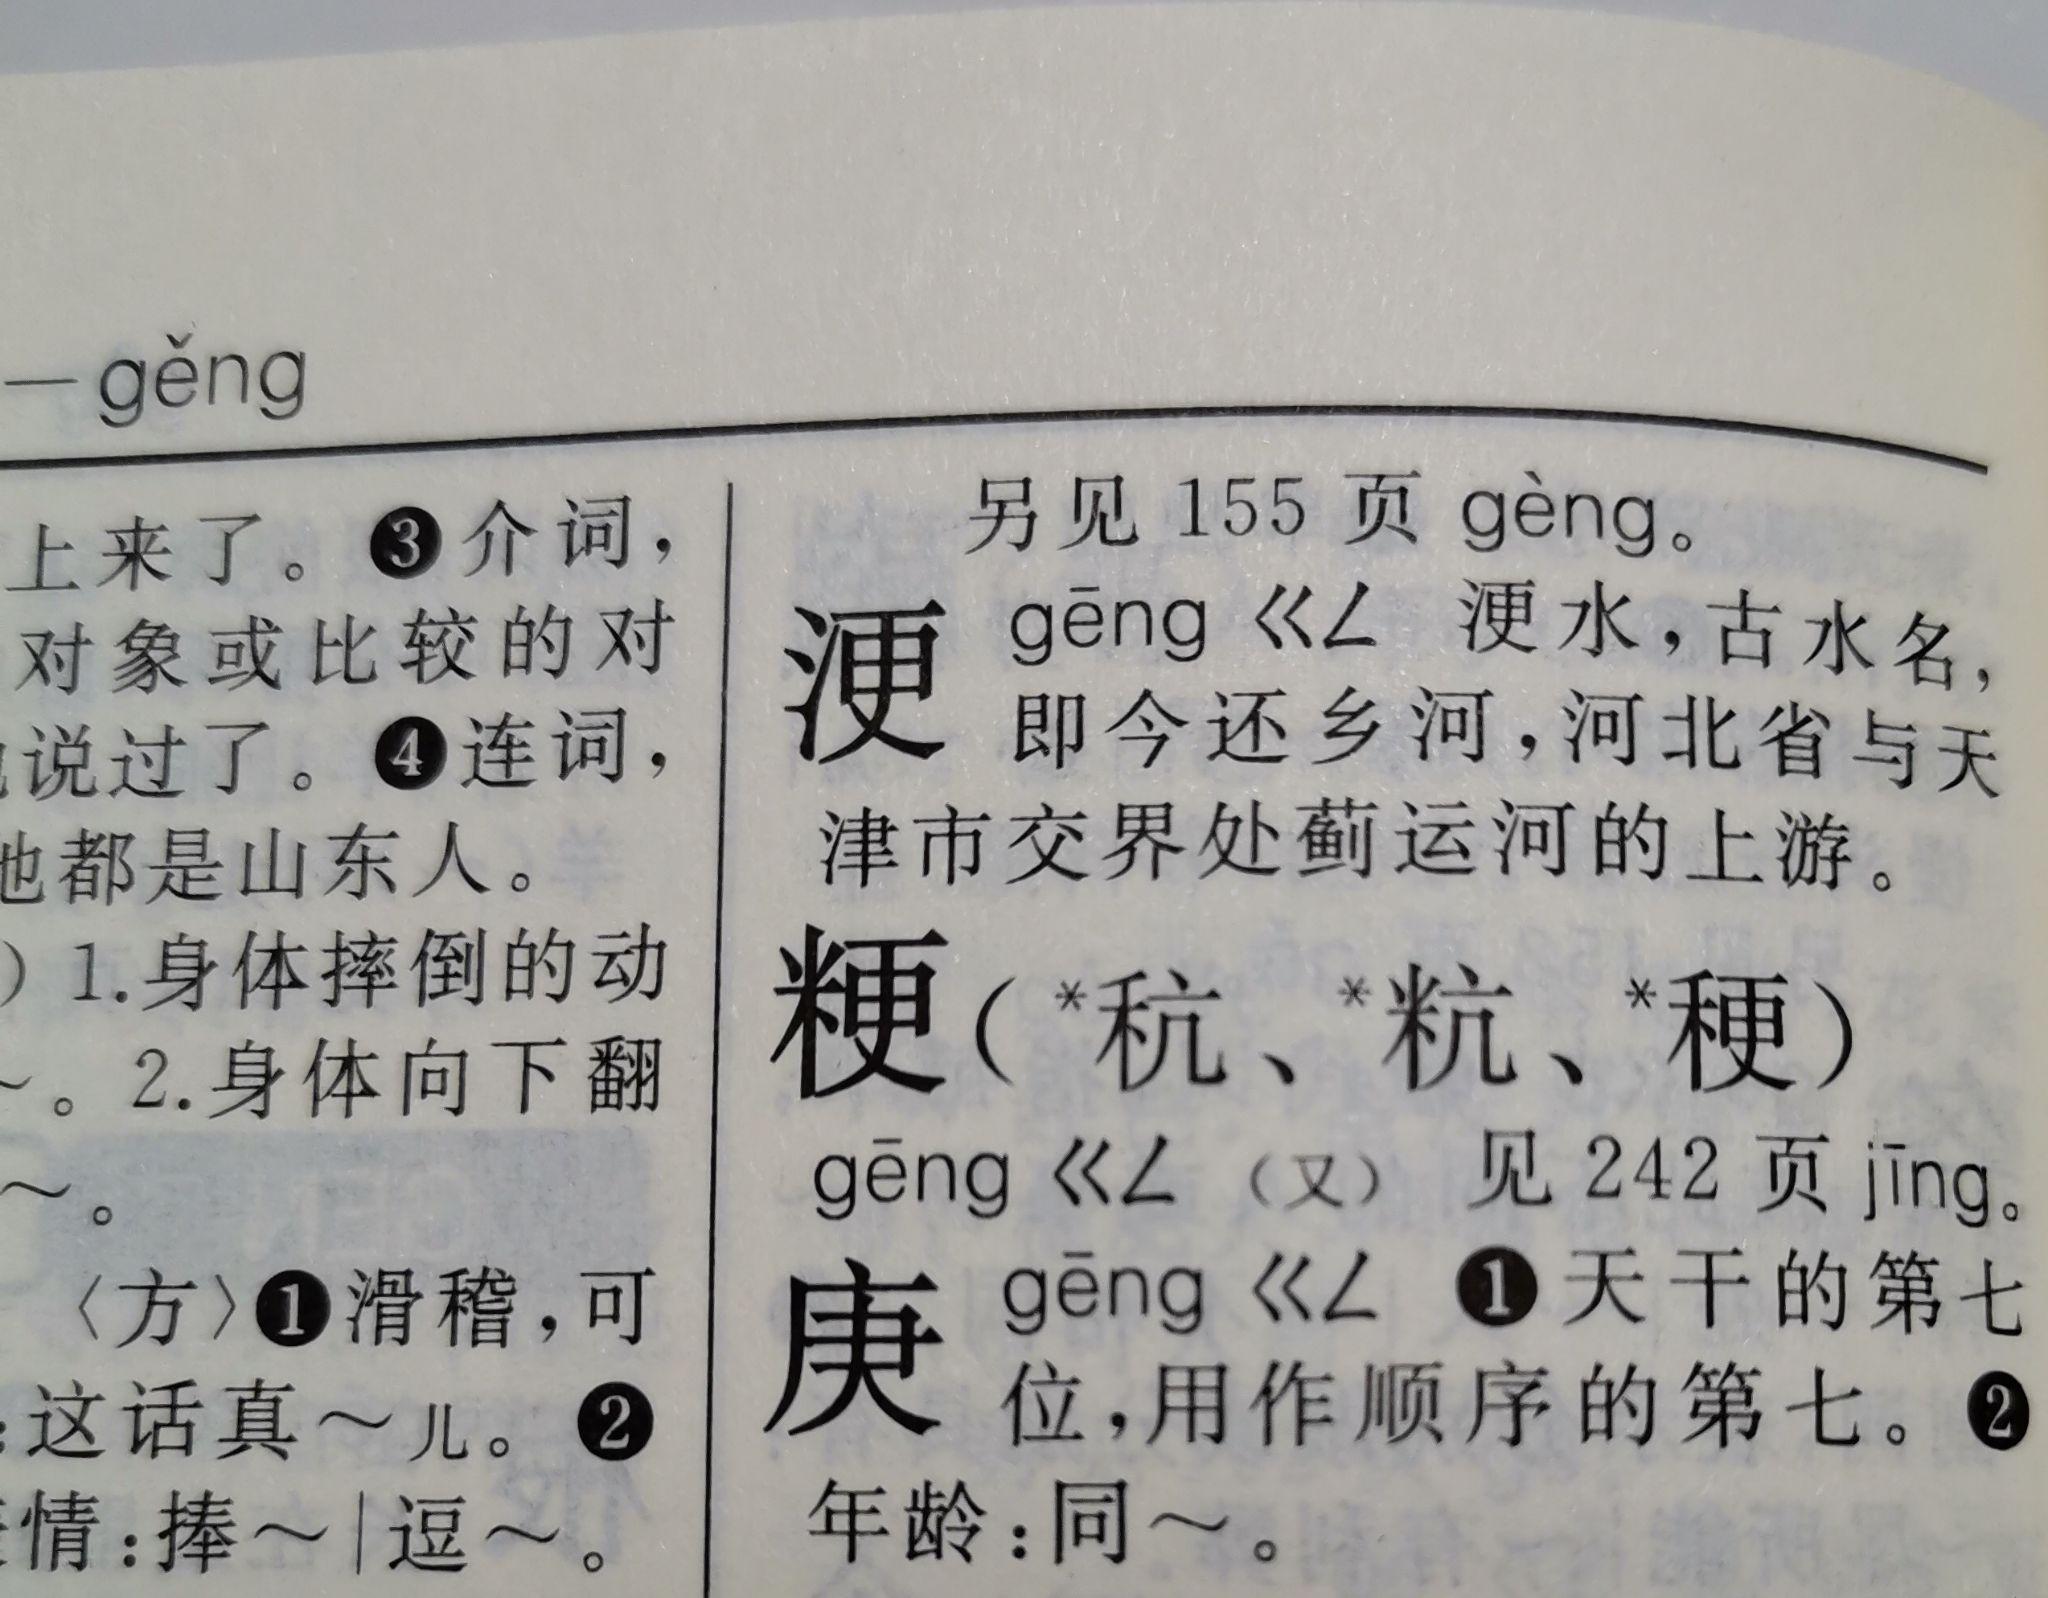 —gěng
上来了。❸介词，
对象或比较的对
说过了。❹连词，
他都是山东人。
）1.身体摔倒的动
～。2.身体向下翻
～。
〈方〉❶滑稽，可
：这话真～儿。❷
情：捧～|逗～。
另见 155 页 gèng。
浭 gēng ㄍㄥ 浭水，古水名，
即今还乡河，河北省与天
津市交界处蓟运河的上游。
粳（*秔、*粇、*稉）
gēng ㄍㄥ （又） 见 242 页 jīng。
庚 gēng ㄍㄥ ❶天干的第七
位，用作顺序的第七。❷
年龄：同～。